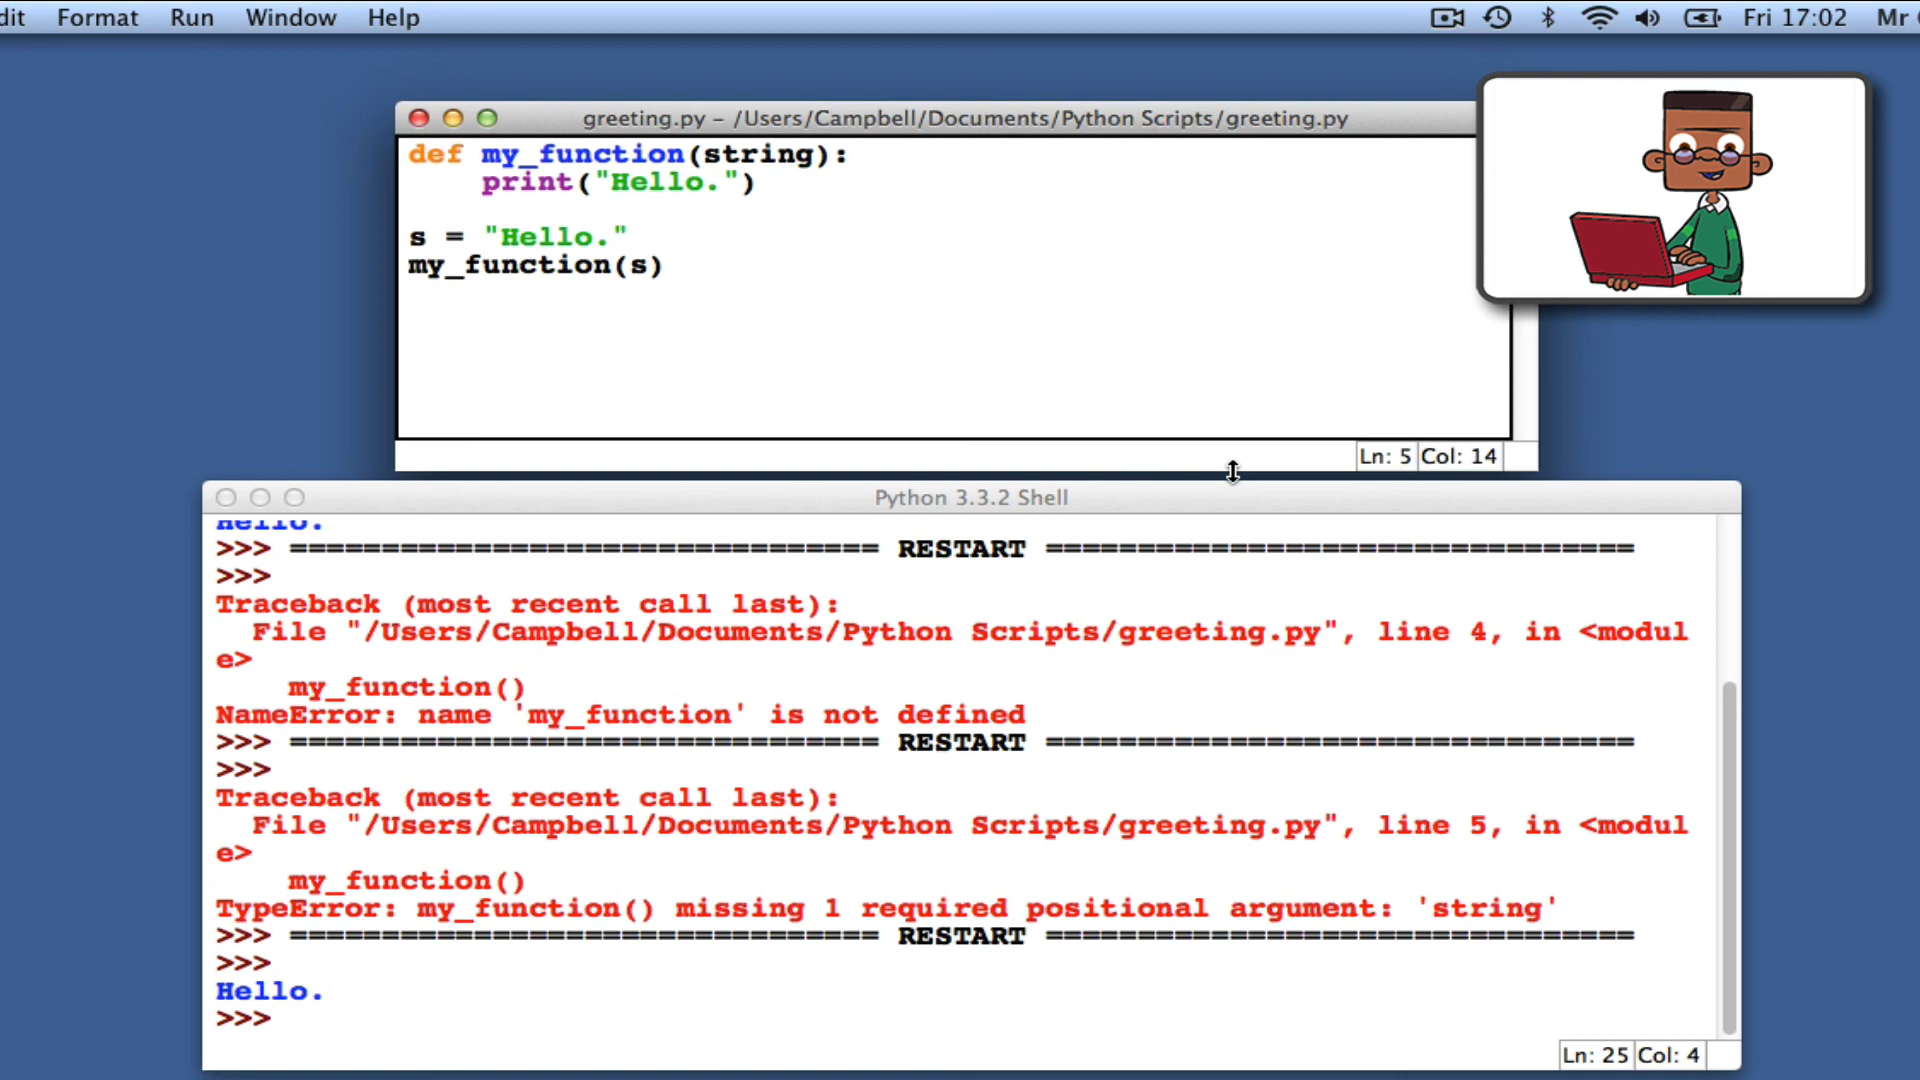 dit Format Run Window Help Fri 17:02 Mr
greeting.py – /Users/Campbell/Documents/Python Scripts/greeting.py
def my_function(string):
    print("Hello.")
s = "Hello."
my_function(s)
Ln: 5 Col: 14
Python 3.3.2 Shell
Hello.
>>> ================================ RESTART ================================
>>>
Traceback (most recent call last):
  File "/Users/Campbell/Documents/Python Scripts/greeting.py", line 4, in <modul
e>
    my_function()
NameError: name 'my_function' is not defined
>>> ================================ RESTART ================================
>>>
Traceback (most recent call last):
  File "/Users/Campbell/Documents/Python Scripts/greeting.py", line 5, in <modul
e>
    my_function()
TypeError: my_function() missing 1 required positional argument: 'string'
>>> ================================ RESTART ================================
>>>
Hello.
>>>
Ln: 25 Col: 4